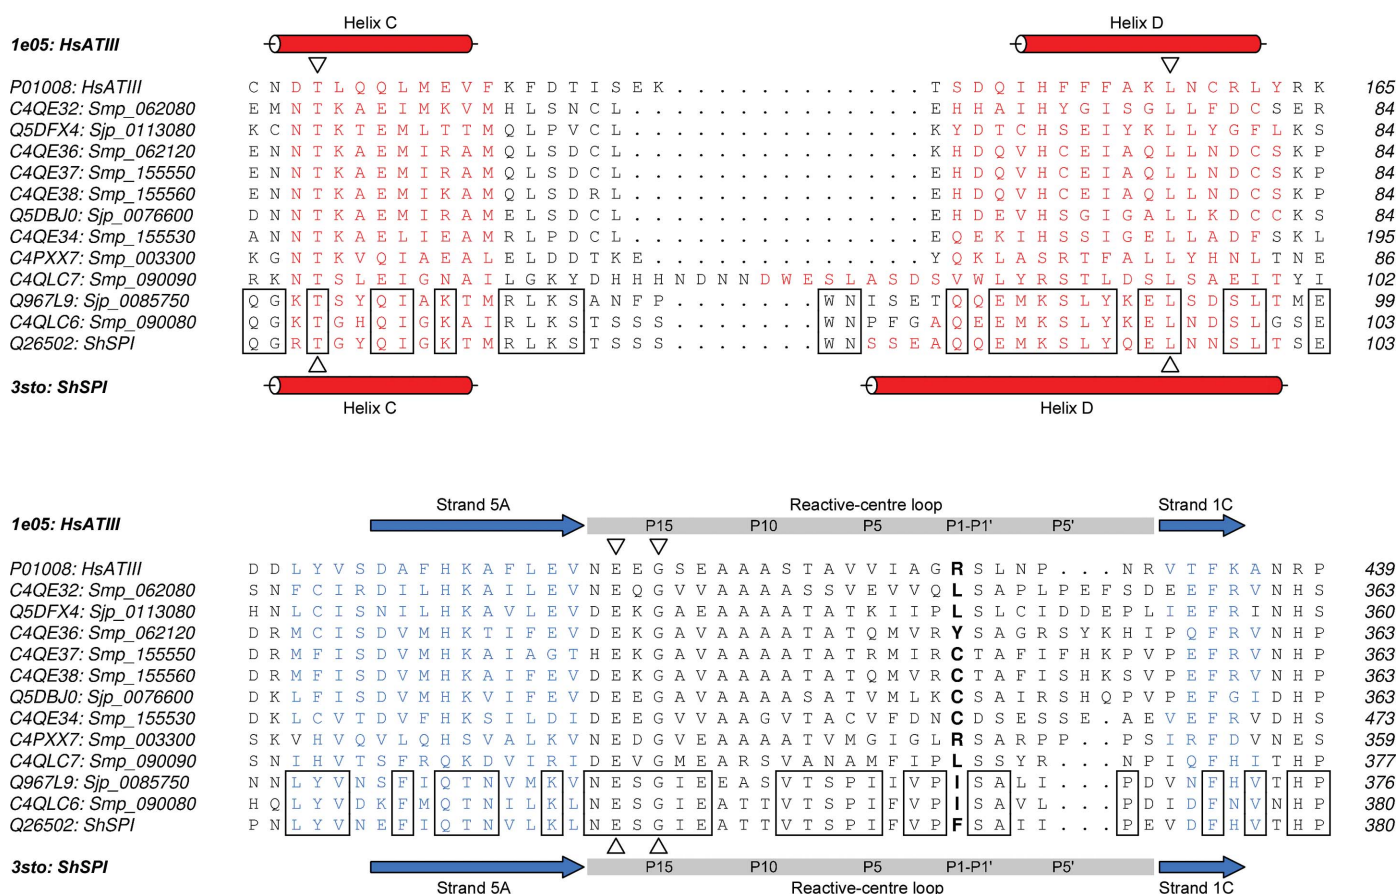 Helix C Helix D
1e05: HsATIII
P01008: HsATIII C N D T L Q Q L M E V F K F D T I S E K . . . . . . . . . . . . T S D Q I H F F F A K L N C R L Y R K 165
C4QE32: Smp_062080 E M N T K A E I M K V M H L S N C L . . . . . . . . . . . . . . E H H A I H Y G I S G L L F D C S E R 84
Q5DFX4: Sjp_0113080 K C N T K T E M L T T M Q L P V C L . . . . . . . . . . . . . . K Y D T C H S E I Y K L L Y G F L K S 84
C4QE36: Smp_062120 E N N T K A E M I R A M Q L S D C L . . . . . . . . . . . . . . K H D Q V H C E I A Q L L N D C S K P 84
C4QE37: Smp_155550 E N N T K A E M I R A M Q L S D C L . . . . . . . . . . . . . . E H D Q V H C E I A Q L L N D C S K P 84
C4QE38: Smp_155560 E N N T K A E M I K A M Q L S D R L . . . . . . . . . . . . . . E H D Q V H C E I A Q L L N D C S K P 84
Q5DBJ0: Sjp_0076600 D N N T K A E M I R A M E L S D C L . . . . . . . . . . . . . . E H D E V H S G I G A L L K D C C K S 84
C4QE34: Smp_155530 A N N T K A E L I E A M R L P D C L . . . . . . . . . . . . . . E Q E K I H S S I G E L L A D F S K L 195
C4PXX7: Smp_003300 K G N T K V Q I A E A L E L D D T K E . . . . . . . . . . . . . Y Q K L A S R T F A L L Y H N L T N E 86
C4QLC7: Smp_090090 R K N T S L E I G N A I L G K Y D H H H N D N N D W E S L A S D S V W L Y R S T L D S L S A E I T Y I 102
Q967L9: Sjp_0085750 Q G K T S Y Q I A K T M R L K S A N F P . . . . . . . W N I S E T Q Q E M K S L Y K E L S D S L T M E 99
C4QLC6: Smp_090080 Q G K T G H Q I G K A I R L K S T S S S . . . . . . . W N P F G A Q E E M K S L Y K E L N D S L G S E 103
Q26502: ShSPI Q G R T G Y Q I G K T M R L K S T S S S . . . . . . . W N S S E A Q Q E M K S L Y Q E L N N S L T S E 103
3sto: ShSPI
Helix C Helix D
Strand 5A Reactive-centre loop Strand 1C
1e05: HsATIII P15 P10 P5 P1-P1' P5'
P01008: HsATIII D D L Y V S D A F H K A F L E V N E E G S E A A A S T A V V I A G R S L N P . . . N R V T F K A N R P 439
C4QE32: Smp_062080 S N F C I R D I L H K A I L E V N E Q G V V A A A A S S V E V V Q L S A P L P E F S D E E F R V N H P 363
Q5DFX4: Sjp_0113080 H N L C I S N I L H K A V L E V D E K G A E A A A A T A T K I I P L S L C I D D E P L I E F R I N H S 360
C4QE36: Smp_062120 D R M C I S D V M H K T I F E V D E K G A V A A A A T A T Q M V R Y S A G R S Y K H I P Q F R V N H P 363
C4QE37: Smp_155550 D R M F I S D V M H K A I A G T H E K G A V A A A A T A T R M I R C T A F I F H K P V P E F R V N H P 363
C4QE38: Smp_155560 D R M F I S D V M H K A I F E V D E K G A V A A A A T A T Q M V R C T A F I S H K S V P E F R V N H P 363
Q5DBJ0: Sjp_0076600 D K L F I S D V M H K V I F E V D E E G A V A A A A S A T V M L K C S A I R S H Q P V P E F G I D H P 363
C4QE34: Smp_155530 D K L C V T D V F H K S I L D I D E E G V V A A G V T A C V F D N C D S E S S E . A E V E F R V D H S 473
C4PXX7: Smp_003300 S K V H V Q V L Q H S V A L K V N E D G V E A A A A T V M G I G L R S A R P P . . P S I R F D V N E S 359
C4QLC7: Smp_090090 S N I H V T S F R H Q V D I R I D E V G M E A R S V A N A M F I P L S S Y R . . . N P I Q F H I T H P 377
Q967L9: Sjp_0085750 N N L Y V N S F I Q T N V M K V N E S G I E E A S V T S P I I V P I S A L I . . . P D V N F H V T H P 376
C4QLC6: Smp_090080 H Q L Y V D K F M Q T N I L K L N E S G I E A T T V T S P I F V P I S A V L . . . P D I D F N V N H P 380
Q26502: ShSPI P N L Y V N E F I Q T N V L K L N E S G I E A T T V T S P I F V P F S A I I . . . P E V D F H V T H P 380
3sto: ShSPI P15 P10 P5 P1-P1' P5'
Strand 5A Reactive-centre loop Strand 1C